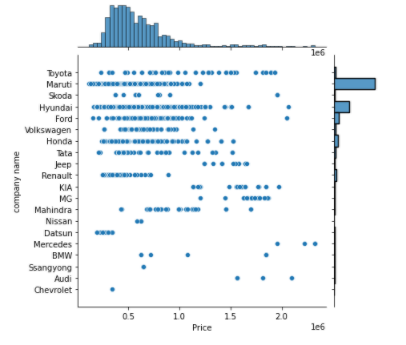 1e6
Toyota
Maruti
Skoda
Hyundai
Ford
Volkswagen
Honda
Tata
Jeep
Renault
KIA
MG
Mahindra
Nissan
Datsun
Mercedes
BMW
Ssangyong
Audi
Chevrolet
company name
0.5 1.0 1.5 2.0
Price
1e6